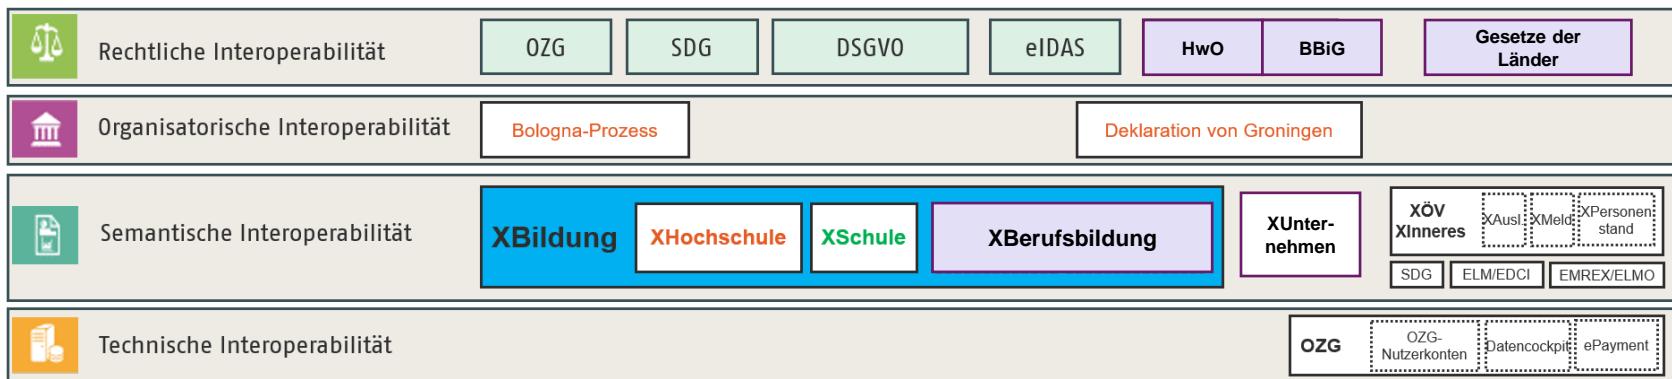 Rechtliche Interoperabilität
OZG
SDG
DSGVO
eIDAS
HwO
BBiG
Gesetze der
Länder
Organisatorische Interoperabilität
Bologna-Prozess
Deklaration von Groningen
Semantische Interoperabilität
XBildung
XHochschule
XSchule
XBerufsbildung
XUnter-
nehmen
XÖV
XInneres
XAusl
XMeld
XPersonen
stand
SDG
ELM/EDCI
EMREX/ELMO
Technische Interoperabilität
OZG
OZG-
Nutzerkonten
Datencockpit
ePayment